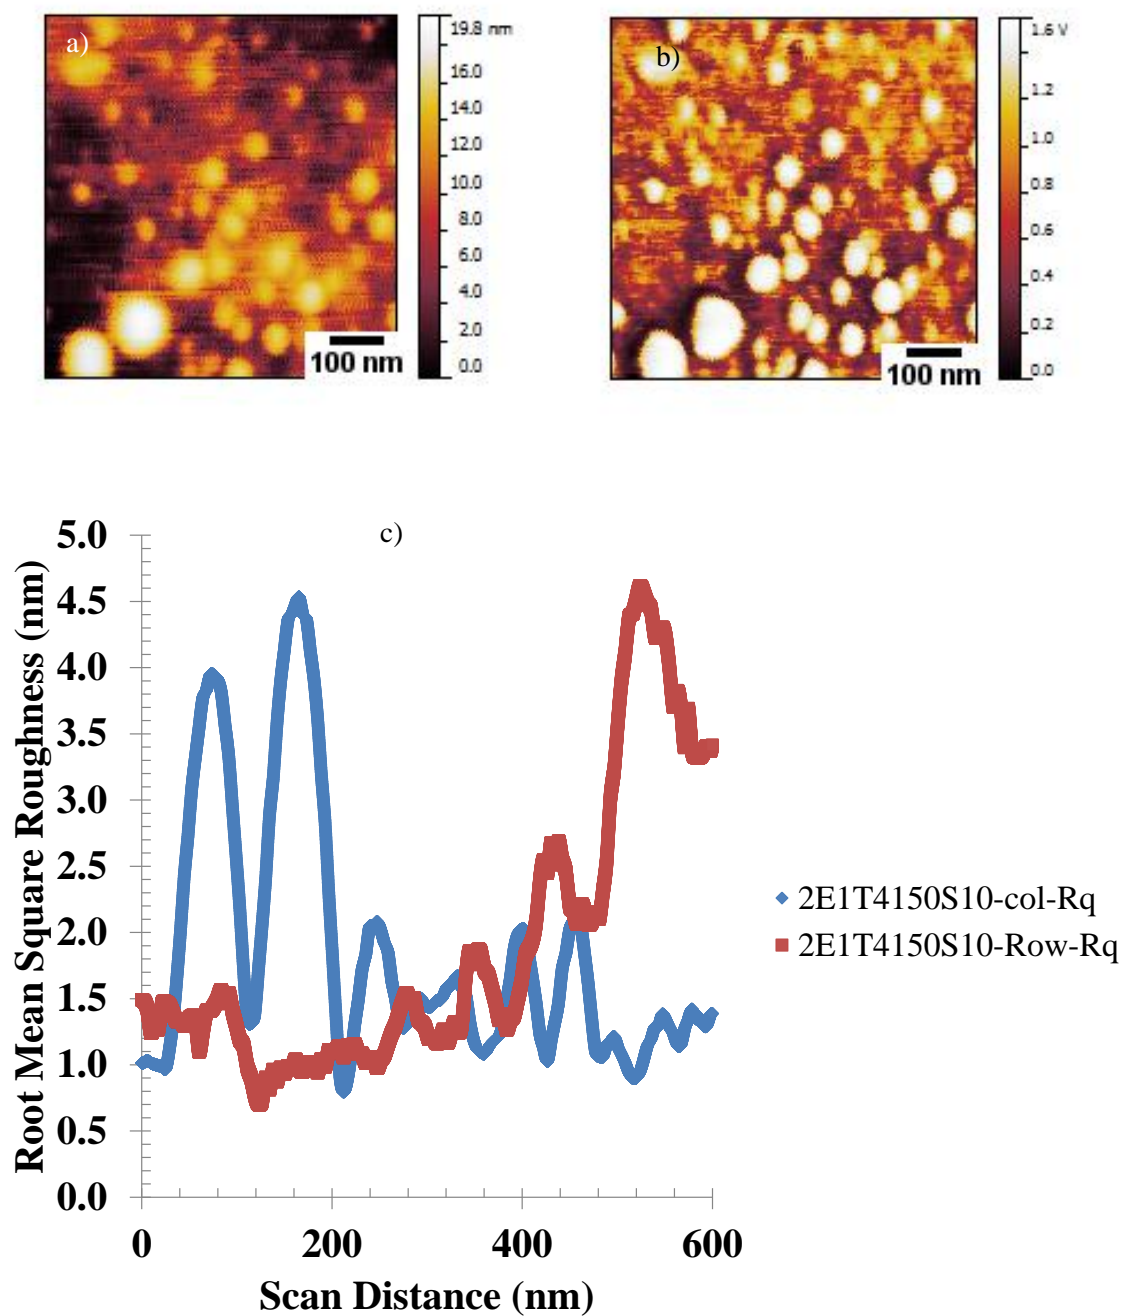 a)
19.8 nm
16.0
14.0
12.0
10.0
8.0
6.0
4.0
2.0
0.0
100 nm
b)
1.6 V
1.2
1.0
0.8
0.6
0.4
0.2
0.0
100 nm
c)
Root Mean Square Roughness (nm)
5.0
4.5
4.0
3.5
3.0
2.5
2.0
1.5
1.0
0.5
0.0
0
200
400
600
Scan Distance (nm)
2E1T4150S10-col-Rq
2E1T4150S10-Row-Rq